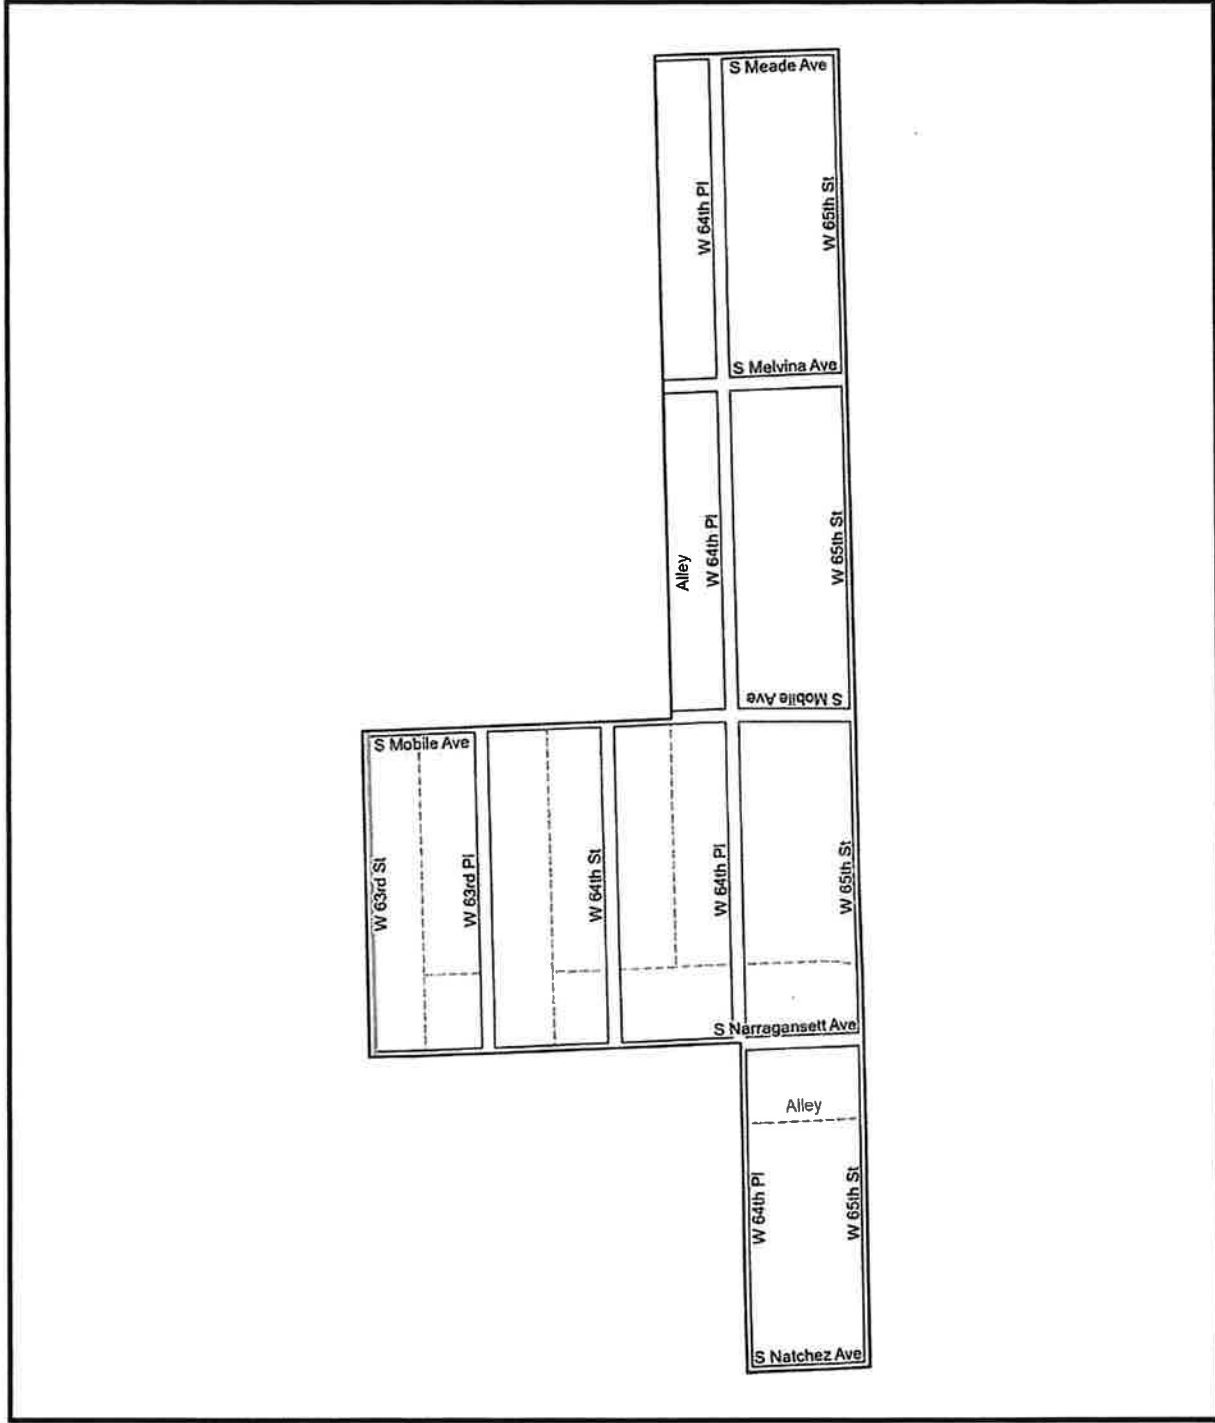 S Meade Ave
W 64th Pl
W 65th St
S Melvina Ave
Alley
W 64th Pl
W 65th St
S Mobile Ave
S Mobile Ave
W 63rd St
W 63rd Pl
W 64th St
W 64th Pl
W 65th St
S Narragansett Ave
Alley
W 64th Pl
W 65th St
S Natchez Ave